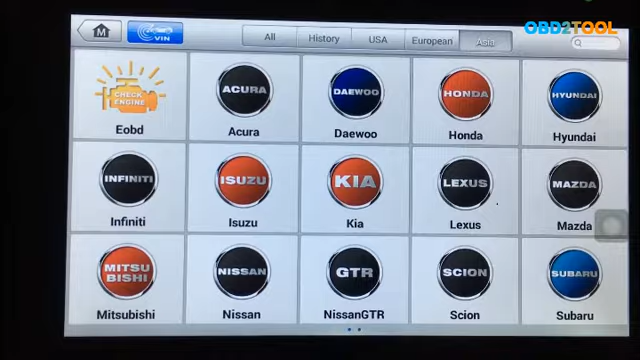 OBD2TOOL
M
VIN
All
History
USA
European
Asia
CHECK
ENGINE
Eobd
ACURA
Acura
DAEWOO
Daewoo
HONDA
Honda
HYUNDAI
Hyundai
INFINITI
Infiniti
ISUZU
Isuzu
KIA
Kia
LEXUS
Lexus
MAZDA
Mazda
MITSU
BISHI
Mitsubishi
NISSAN
Nissan
GTR
NissanGTR
SCION
Scion
SUBARU
Subaru